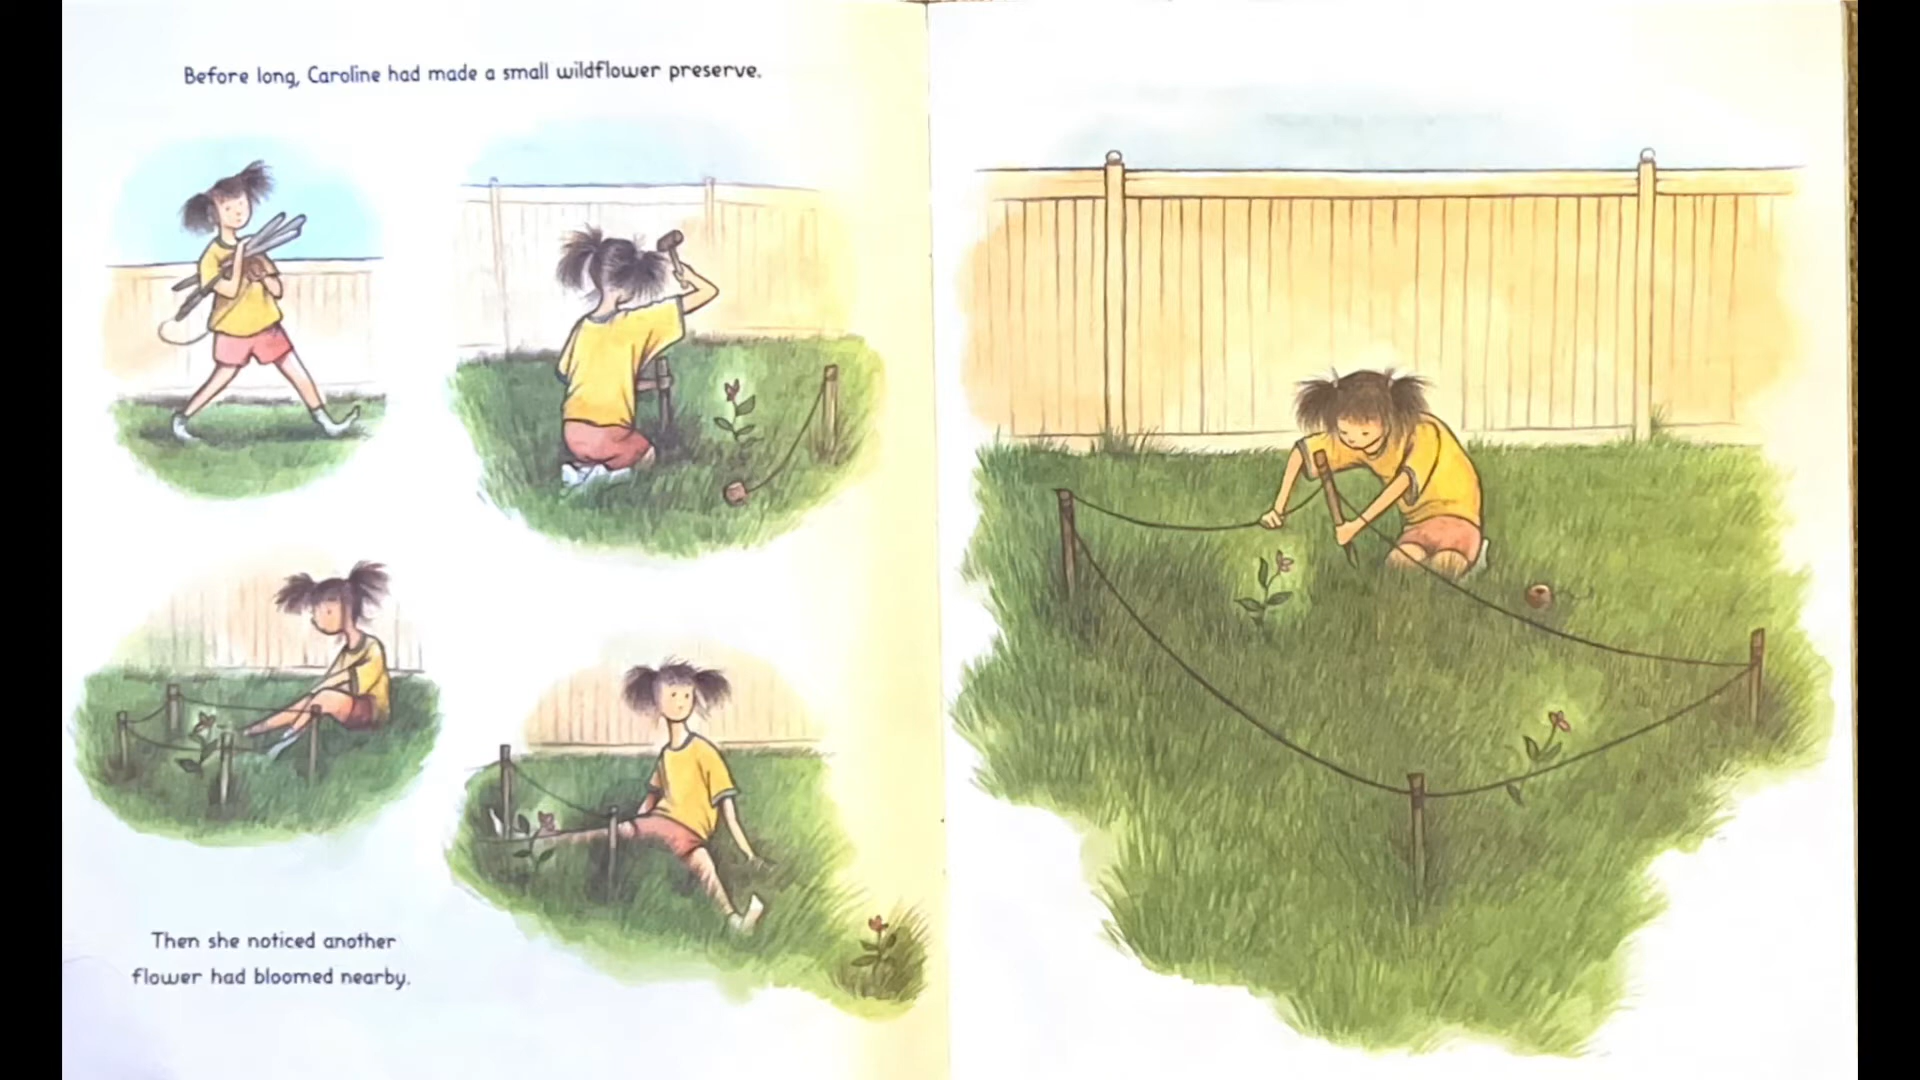 Before long, Caroline had made a small wildflower preserve.
Then she noticed another
flower had bloomed nearby.